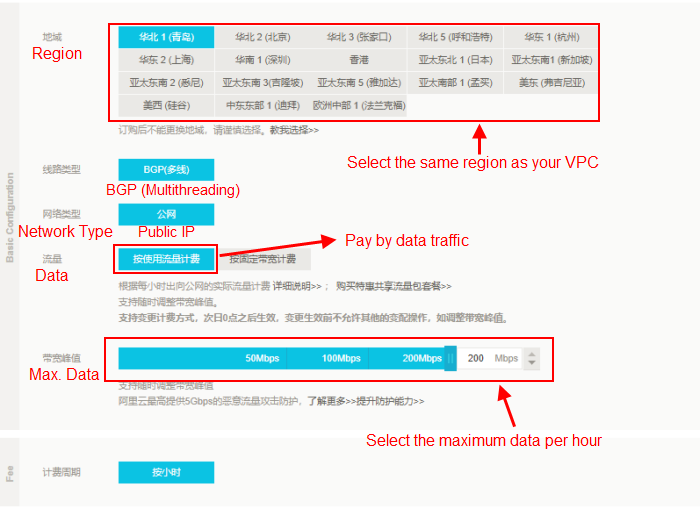 地域
Region
华北 1 (青岛) 华北 2 (北京) 华北 3 (张家口) 华北 5 (呼和浩特) 华东 1 (杭州)
华东 2 (上海) 华南 1 (深圳) 香港 亚太东北 1 (日本) 亚太东南1 (新加坡)
亚太东南 2 (悉尼) 亚太东南 3(吉隆坡) 亚太东南 5 (雅加达) 亚太南部 1 (孟买) 美东 (弗吉尼亚)
美西 (硅谷) 中东东部 1 (迪拜) 欧洲中部 1 (法兰克福)
订购后不能更换地域，请谨慎选择。教我选择>>
Select the same region as your VPC
Basic Configuration
线路类型 BGP(多线)
BGP (Multithreading)
网络类型 公网
Network Type Public IP
Pay by data traffic
流量 按使用流量计费 按固定带宽计费
Data
根据每小时出向公网的实际流量计费 详细说明>>； 购买特惠共享流量包套餐>>
支持随时调整带宽峰值。
支持变更计费方式，次日0点之后生效，变更生效前不允许其他的变配操作，如调整带宽峰值。
带宽峰值 50Mbps 100Mbps 200Mbps 200 Mbps
Max. Data
支持随时调整带宽峰值
阿里云最高提供5Gbps的恶意流量攻击防护，了解更多>>提升防护能力>>
Select the maximum data per hour
Fee
计费周期 按小时